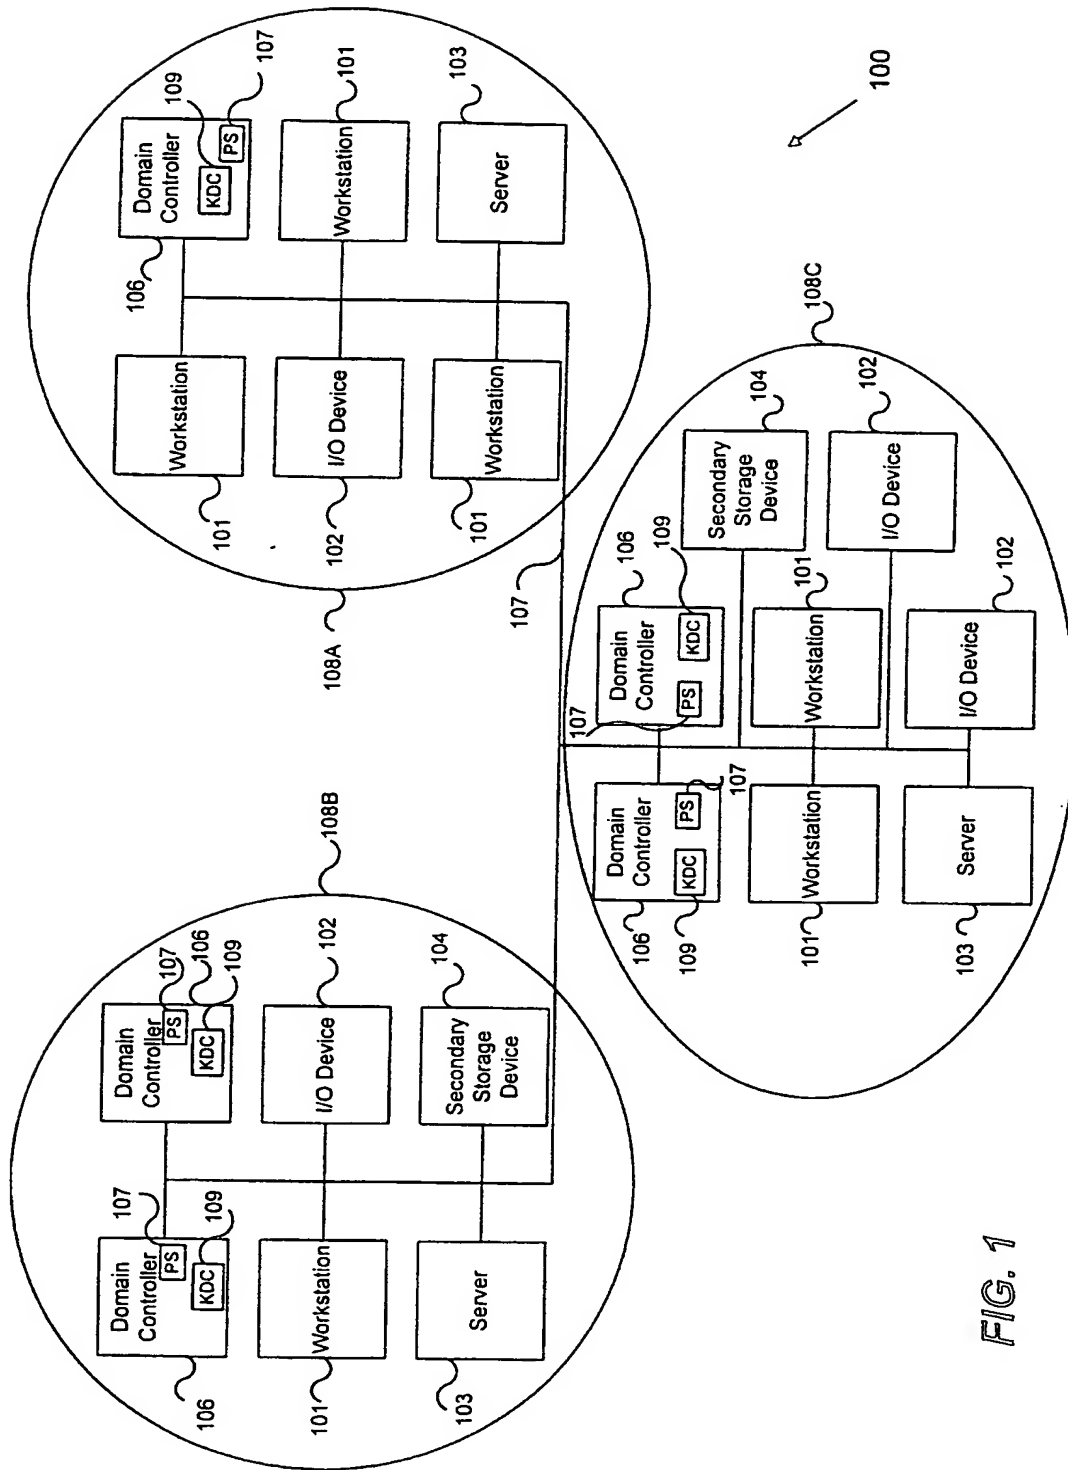 Domain
Controller
PS
KDC
106
107
109
Domain
Controller
PS
KDC
107
106
109
Workstation
101
I/O Device
102
Server
103
Secondary
Storage
Device
104
108B
Workstation
101
Domain
Controller
KDC
PS
106
109
107
I/O Device
102
Workstation
101
Workstation
101
Server
103
108A
107
100
Domain
Controller
KDC
PS
106
109
107
Domain
Controller
PS
KDC
107
106
109
Secondary
Storage
Device
104
Workstation
101
Workstation
101
I/O Device
102
Server
103
I/O Device
102
108C
FIG. 1